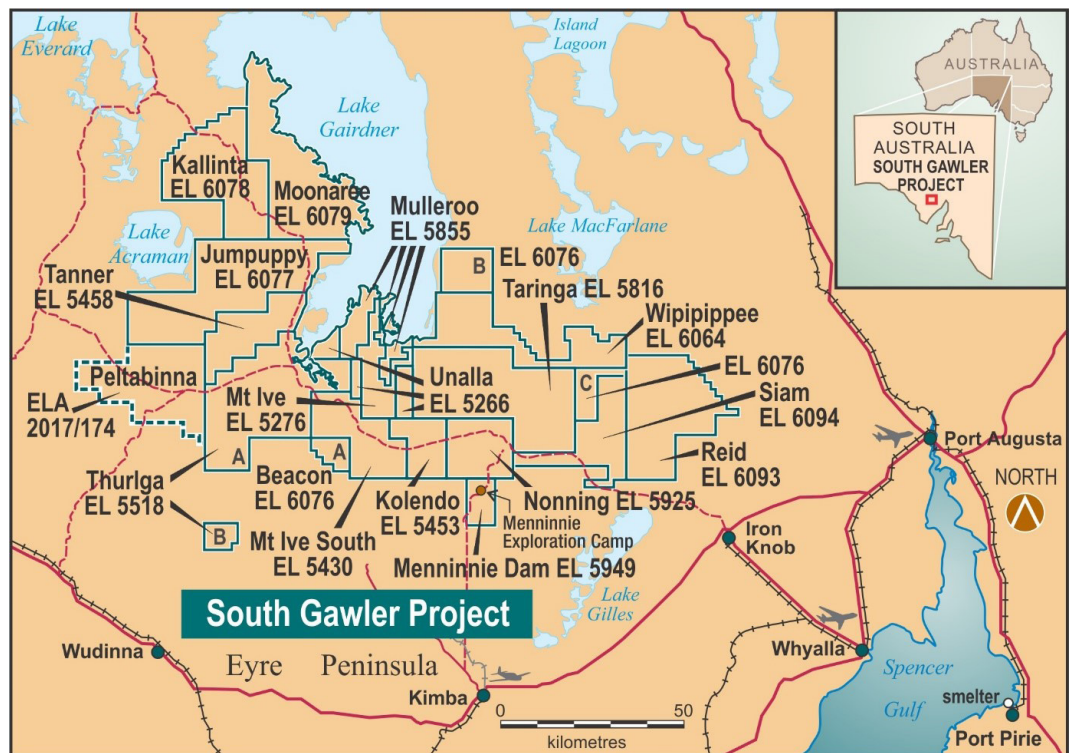 Lake
Everard
Island
Lagoon
AUSTRALIA
Lake
Gairdner
SOUTH
AUSTRALIA
SOUTH GAWLER
PROJECT
Kallinta
EL 6078
Moonaree
EL 6079
Mulleroo
EL 5855
Lake MacFarlane
Lake
Acraman
Jumpuppy
EL 6077
B
EL 6076
Tanner
EL 5458
Taringa EL 5816
Wipipippee
EL 6064
Peltabinna
Unalla
EL 5266
C
EL 6076
Mt Ive
EL 5276
Siam
EL 6094
ELA
2017/174
Port Augusta
A
A
Reid
EL 6093
NORTH
Thurlga
EL 5518
Beacon
EL 6076
Kolendo
EL 5453
Nonning EL 5925
Menninnie
Exploration Camp
B
Mt Ive South
EL 5430
Iron
Knob
Menninnie Dam EL 5949
Lake
Gilles
South Gawler Project
Wudinna
Eyre Peninsula
Whyalla
Spencer
Gulf
Kimba
smelter
Port Pirie
0 50
kilometres